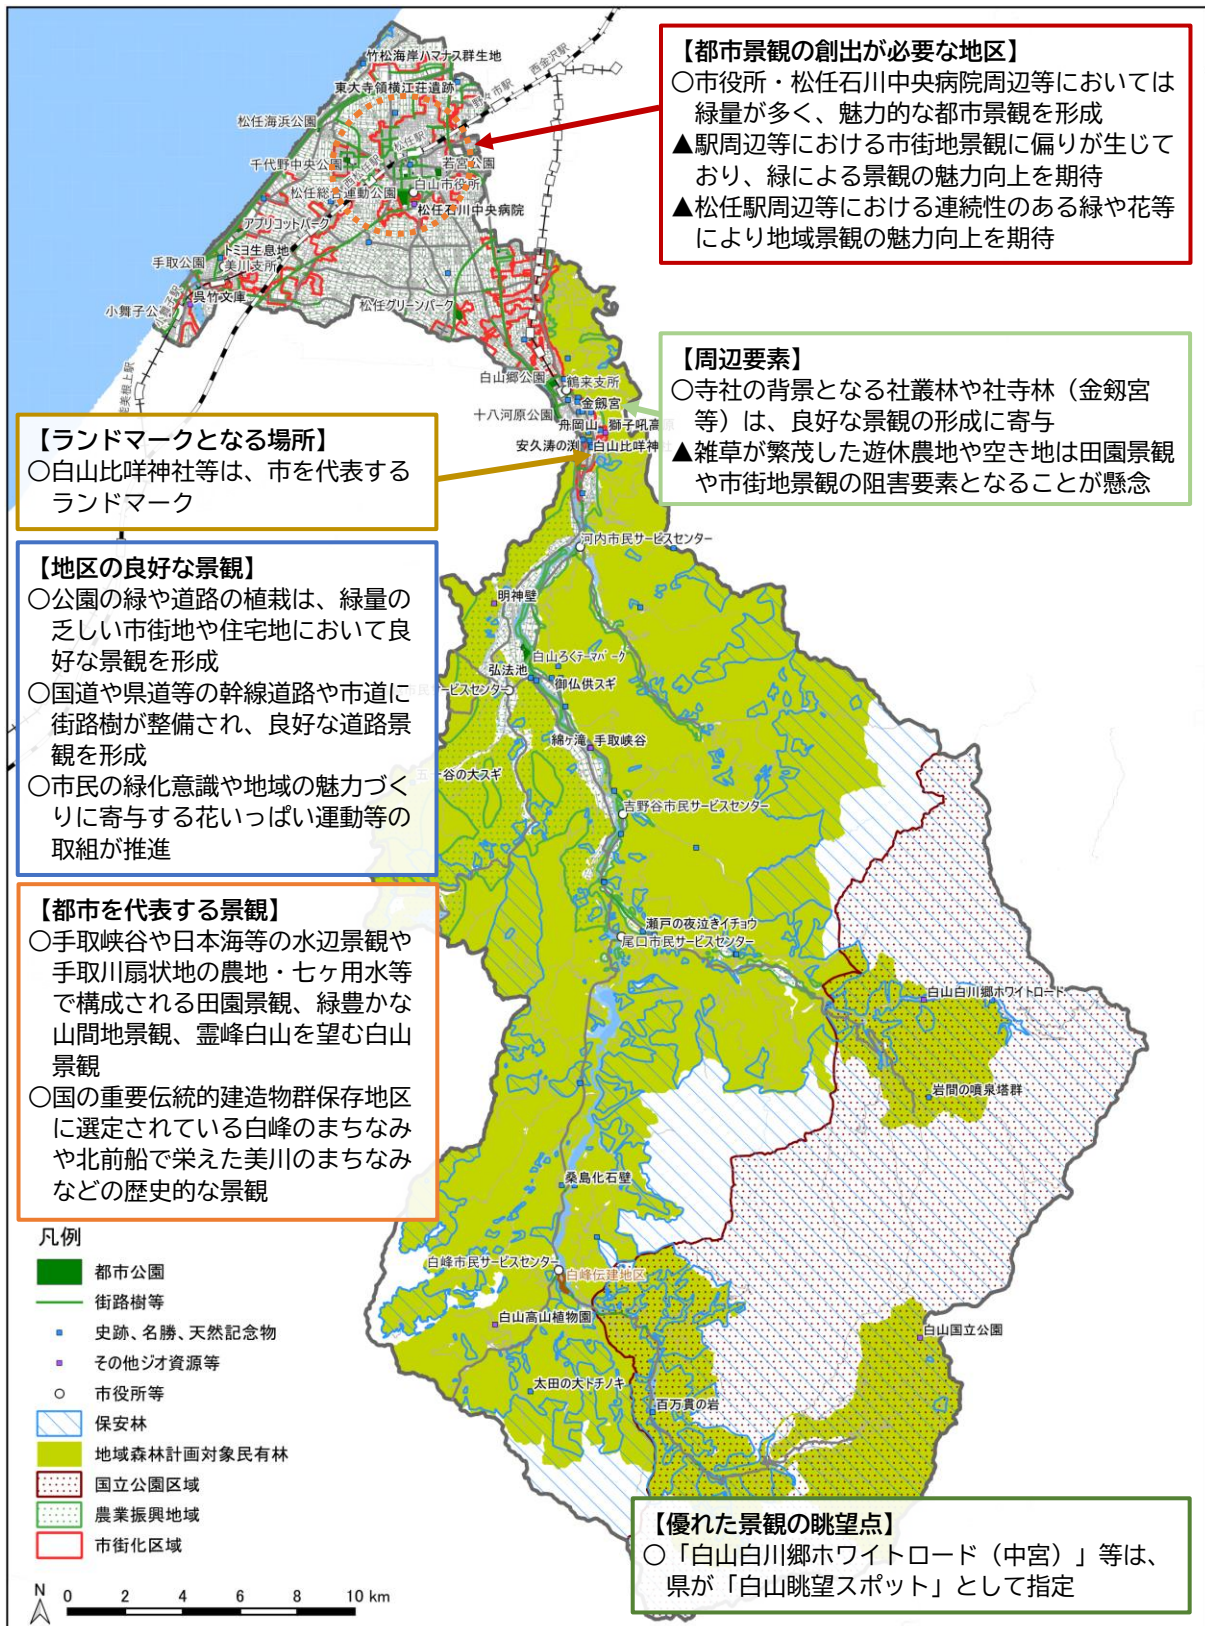 【都市景観の創出が必要な地区】
○市役所・松任石川中央病院周辺等においては
緑量が多く、魅力的な都市景観を形成
▲駅周辺等における市街地景観に偏りが生じて
おり、緑による景観の魅力向上を期待
▲松任駅周辺等における連続性のある緑や花等
により地域景観の魅力向上を期待
竹松海岸ハマナス群生地
西金沢駅
東大寺領横江荘遺跡
野々市駅
松任海浜公園
松任駅
千代野中央公園
西松任駅
若宮公園
松任総合運動公園
白山市役所
松任石川中央病院
アプリコットパーク
トミヨ生息地
手取公園
美川支所
呉竹文庫
小舞子公
小舞子駅
松任グリーンパーク
能美根上駅
【周辺要素】
○寺社の背景となる社叢林や社寺林（金剱宮
等）は、良好な景観の形成に寄与
▲雑草が繁茂した遊休農地や空き地は田園景観
や市街地景観の阻害要素となることが懸念
白山郷公園
鶴来支所
金剱宮
十八河原公園
舟岡山
獅子吼高原
安久涛の渕
白山比咩神社
【ランドマークとなる場所】
○白山比咩神社等は、市を代表する
ランドマーク
河内市民サービスセンター
【地区の良好な景観】
○公園の緑や道路の植栽は、緑量の
乏しい市街地や住宅地において良
好な景観を形成
○国道や県道等の幹線道路や市道に
街路樹が整備され、良好な道路景
観を形成
○市民の緑化意識や地域の魅力づく
りに寄与する花いっぱい運動等の
取組が推進
明神壁
白山ろくテーマパーク
弘法池
御仏供スギ
市民サービスセンター
綿ヶ滝
手取峡谷
五十谷の大スギ
吉野谷市民サービスセンター
【都市を代表する景観】
○手取峡谷や日本海等の水辺景観や
手取川扇状地の農地・七ヶ用水等
で構成される田園景観、緑豊かな
山間地景観、霊峰白山を望む白山
景観
○国の重要伝統的建造物群保存地区
に選定されている白峰のまちなみ
や北前船で栄えた美川のまちなみ
などの歴史的な景観
瀬戸の夜泣きイチョウ
尾口市民サービスセンター
白山白川郷ホワイトロード
岩間の噴泉塔群
桑島化石壁
白峰市民サービスセンター
白峰伝建地区
白山高山植物園
白山国立公園
太田の大トチノキ
百万貫の岩
凡例
都市公園
街路樹等
史跡、名勝、天然記念物
その他ジオ資源等
市役所等
保安林
地域森林計画対象民有林
国立公園区域
農業振興地域
市街化区域
【優れた景観の眺望点】
○「白山白川郷ホワイトロード（中宮）」等は、
県が「白山眺望スポット」として指定
N
0 2 4 6 8 10 km